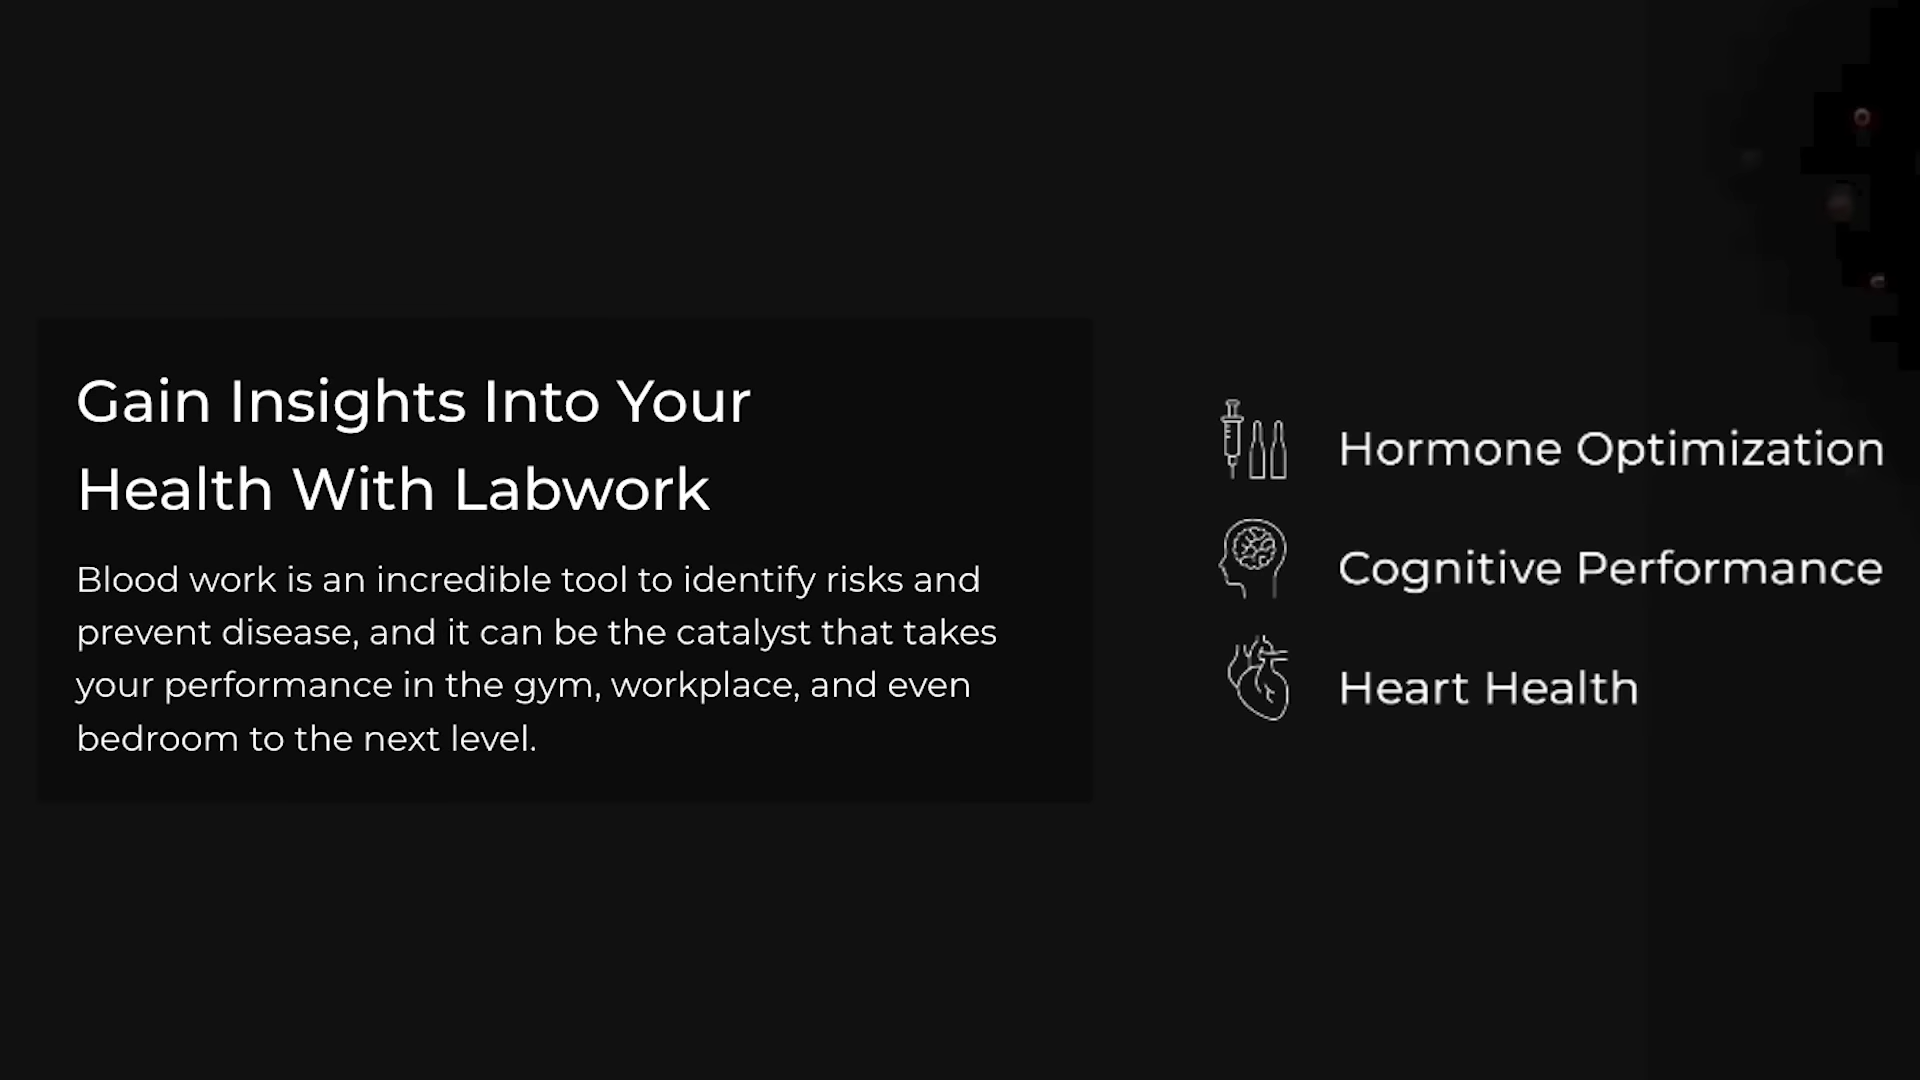 Gain Insights Into Your
Health With Labwork
Blood work is an incredible tool to identify risks and
prevent disease, and it can be the catalyst that takes
your performance in the gym, workplace, and even
bedroom to the next level.
Hormone Optimization
Cognitive Performance
Heart Health